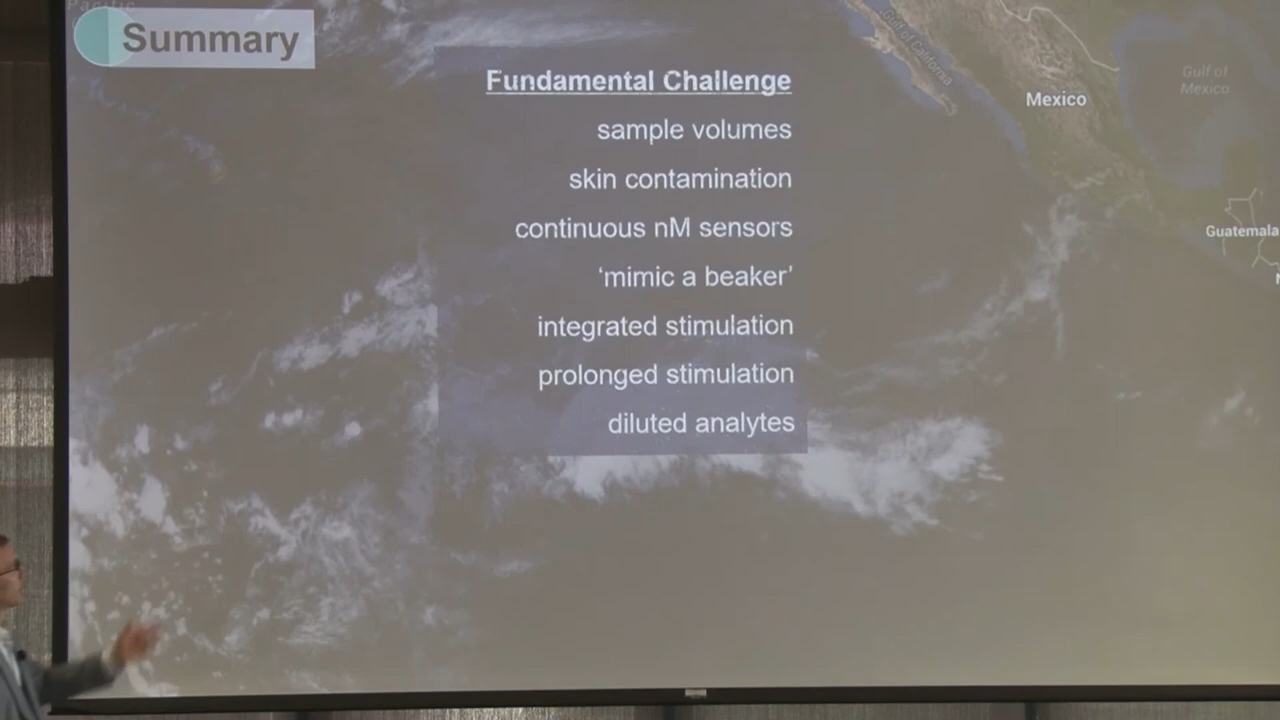 Pacific
Summary
Fundamental Challenge
sample volumes
skin contamination
continuous nM sensors
‘mimic a beaker’
integrated stimulation
prolonged stimulation
diluted analytes
Gulf of California
Mexico
Gulf of
Mexico
Guatemala